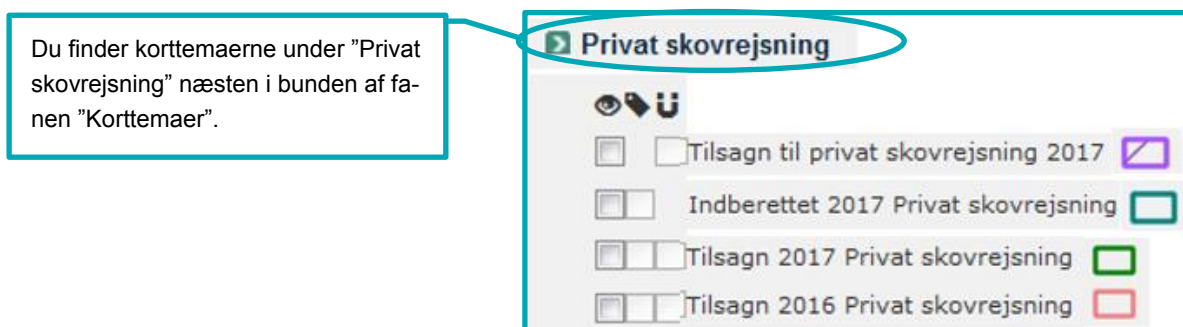 Du finder korttemaerne under ”Privat
skovrejsning” næsten i bunden af fa-
nen ”Korttemaer”.
Privat skovrejsning
Tilsagn til privat skovrejsning 2017
Indberettet 2017 Privat skovrejsning
Tilsagn 2017 Privat skovrejsning
Tilsagn 2016 Privat skovrejsning